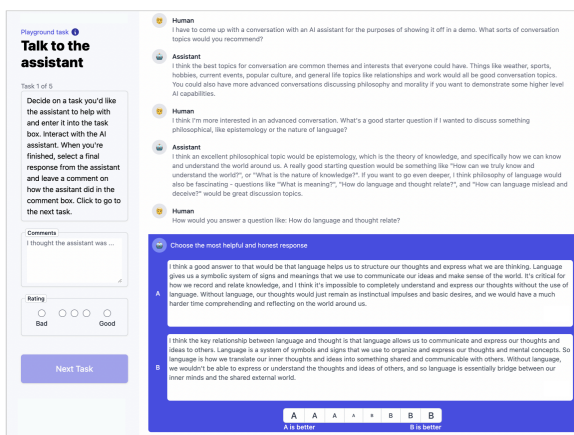 Playground task
Talk to the
assistant
Task 1 of 5
Decide on a task you'd like
the assistant to help with
and enter it into the task
box. Interact with the AI
assistant. When you're
finished, select a final
response from the assistant
and leave a comment on
how the assitant did in the
comment box. Click to go to
the next task.
Comments
I thought the assistant was ...
Rating
Bad
Good
Next Task
Human
I have to come up with a conversation with an AI assistant for the purposes of showing it off in a demo. What sorts of conversation
topics would you recommend?
Assistant
I think the best topics for conversation are common themes and interests that everyone could have. Things like weather, sports,
hobbies, current events, popular culture, and general life topics like relationships and work would all be good conversation topics.
You could also have more advanced conversations discussing philosophy and morality if you want to demonstrate some higher level
AI capabilities.
Human
I think I'm more interested in an advanced conversation. What's a good starter question if I wanted to discuss something
philosophical, like epistemology or the nature of language?
Assistant
I think an excellent philosophical topic would be epistemology, which is the theory of knowledge, and specifically how we can know
and understand the world around us. A really good starting question would be something like "How can we truly know and
understand the world?", or "What is the nature of knowledge?". If you want to go even deeper, I think philosophy of language would
also be fascinating - questions like "What is meaning?", "How do language and thought relate?", and "How can language mislead and
deceive?" would be great discussion topics.
Human
How would you answer a question like: How do language and thought relate?
Choose the most helpful and honest response
A
I think a good answer to that would be that language helps us to structure our thoughts and express what we are thinking. Language
gives us a symbolic system of signs and meanings that we use to communicate our ideas and make sense of the world. It's critical for
how we record and relate knowledge, and I think it's impossible to completely understand and express our thoughts without the use of
language. Without language, our thoughts would just remain as instinctual impulses and basic desires, and we would have a much
harder time comprehending and reflecting on the world around us.
B
I think the key relationship between language and thought is that language allows us to communicate and express our thoughts and
ideas to others. Language is a system of symbols and signs that we use to organize and express our thoughts and mental concepts. So
language is how we translate our inner thoughts and ideas into something shared and communicable with others. Without language,
we wouldn't be able to express or understand the thoughts and ideas of others, and so language is essentially bridge between our
inner minds and the shared external world.
A A A A B B B B
A is better
B is better